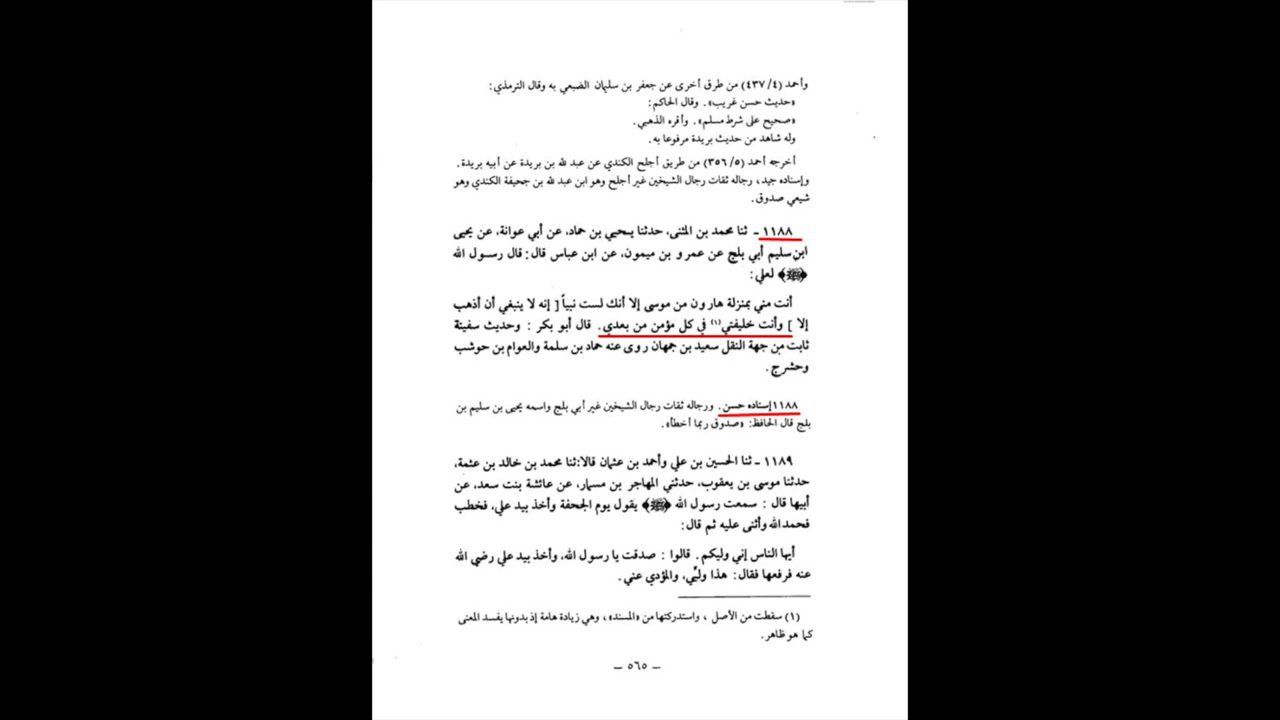 وأحمد (٤/ ٤٣٧) من طرق أخرى عن جعفر بن سليمان الضبعي به وقال الترمذي:
«حديث حسن غريب». وقال الحاكم:
«صحيح على شرط مسلم». وأقره الذهبي.
وله شاهد من حديث بريدة مرفوعا به.
أخرجه أحمد (٥/ ٣٥٦) من طريق أجلح الكندي عن عبد لله بن بريدة عن أبيه بريدة.
وإسناده جيد، رجاله ثقات رجال الشيخين غير أجلح وهو ابن عبد لله بن جحيفة الكندي وهو
شيعي صدوق.
١١٨٨ ـ ثنا محمد بن المثنى، حدثنا يحيي بن حماد، عن أبي عوانة، عن يحيى
ابن سليم أبي بلج عن عمرو بن ميمون، عن ابن عباس قال: قال رسول الله
﴿ﷺ﴾ لعلي:
أنت مني بمنزلة هارون من موسى إلا أنك لست نبياً [ إنه لا ينبغي أن أذهب
إلا ] وأنت خليفتي(١) في كل مؤمن من بعدي. قال أبو بكر : وحديث سفينة
ثابت من جهة النقل سعيد بن جمهان روى عنه حماد بن سلمة والعوام بن حوشب
وحشرج.
١١٨٨ إسناده حسن. ورجاله ثقات رجال الشيخين غير أبي بلج واسمه يحيى بن سليم بن
بلج قال الحافظ: «صدوق ربما أخطأ».
١١٨٩ ـ ثنا الحسين بن علي وأحمد بن عثمان قالا: ثنا محمد بن خالد بن عثمة،
حدثنا موسى بن يعقوب، حدثني المهاجر بن مسمار، عن عائشة بنت سعد، عن
أبيها قال : سمعت رسول الله ﴿ﷺ﴾ يقول يوم الجحفة وأخذ بيد علي، فخطب
فحمد الله وأثنى عليه ثم قال:
أيها الناس إني وليكم. قالوا : صدقت يا رسول الله، وأخذ بيد علي رضي الله
عنه فرفعها فقال: هذا وليِّي، والمؤدي عني.
(١) سقطت من الأصل ، واستدركتها من «المسند»، وهي زيادة هامة إذ بدونها يفسد المعنى
كما هو ظاهر.
ـ ٥٦٥ ـ